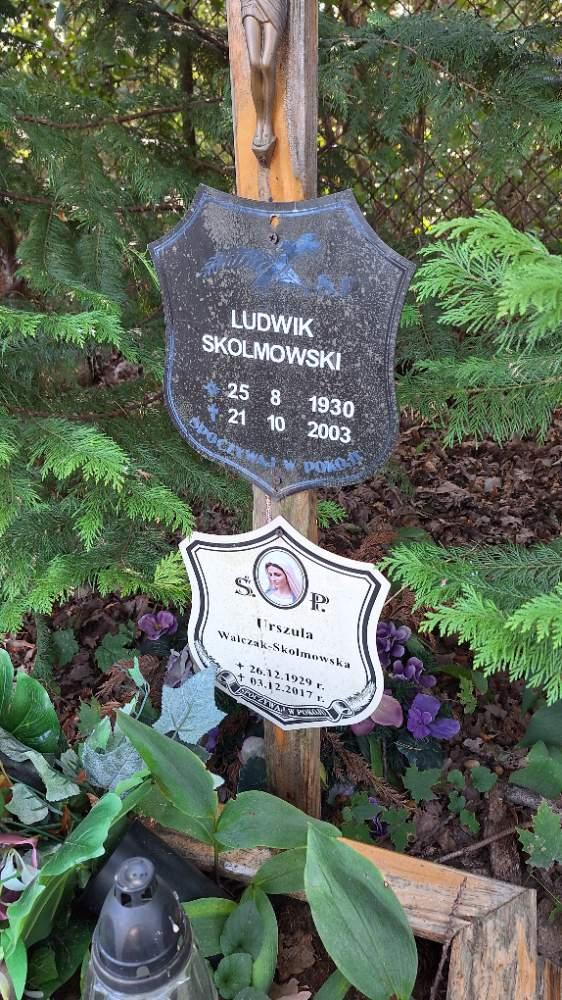 Ś.P.
LUDWIK
SKOLMOWSKI
* 25 8 1930
† 21 10 2003
SPOCZYWAJ W POKOJU
Ś. P.
Urszula
Walczak-Skolmowska
✝ 26.12.1929 r.
✝ 03.12.2017 r.
SPOCZYWAJ W POKOJU